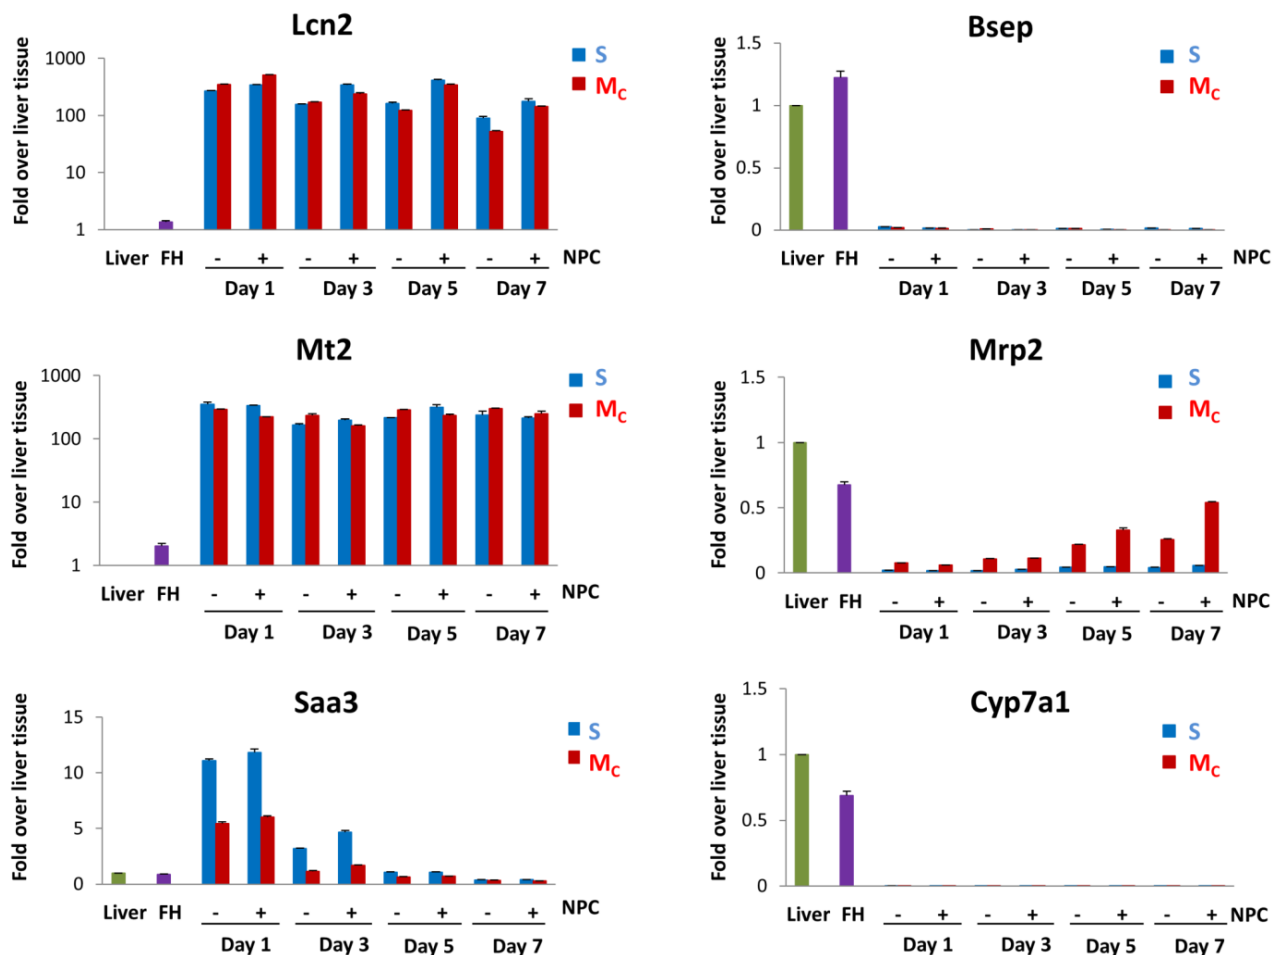 Lcn2
Fold over liver tissue
1000
100
10
1
S
Mc
Liver FH - + - + - + - + NPC
Day 1 Day 3 Day 5 Day 7
Bsep
Fold over liver tissue
1.5
1
0.5
0
S
Mc
Liver FH - + - + - + - + NPC
Day 1 Day 3 Day 5 Day 7
Mt2
Fold over liver tissue
1000
100
10
1
S
Mc
Liver FH - + - + - + - + NPC
Day 1 Day 3 Day 5 Day 7
Mrp2
Fold over liver tissue
1.5
1
0.5
0
S
Mc
Liver FH - + - + - + - + NPC
Day 1 Day 3 Day 5 Day 7
Saa3
Fold over liver tissue
15
10
5
0
S
Mc
Liver FH - + - + - + - + NPC
Day 1 Day 3 Day 5 Day 7
Cyp7a1
Fold over liver tissue
1.5
1
0.5
0
S
Mc
Liver FH - + - + - + - + NPC
Day 1 Day 3 Day 5 Day 7